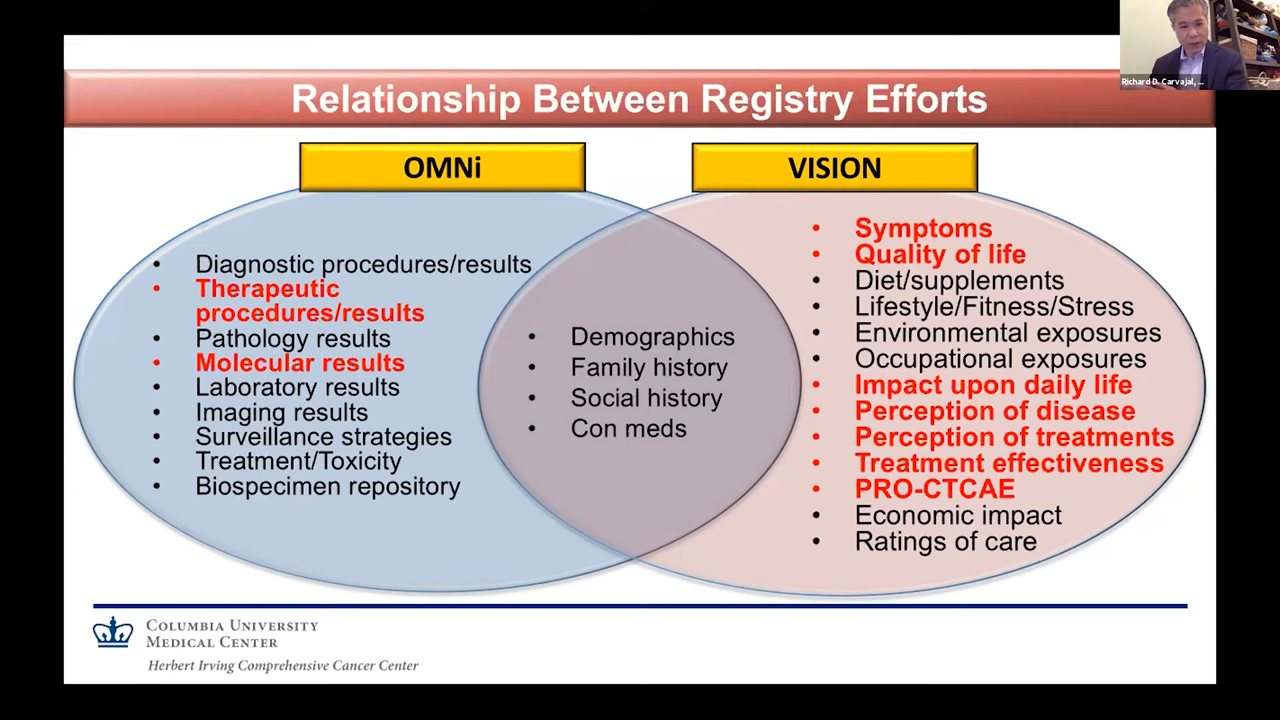 Richard D. Carvajal, ...
Relationship Between Registry Efforts
OMNi
VISION
• Diagnostic procedures/results
• Therapeutic
procedures/results
• Pathology results
• Molecular results
• Laboratory results
• Imaging results
• Surveillance strategies
• Treatment/Toxicity
• Biospecimen repository
• Demographics
• Family history
• Social history
• Con meds
• Symptoms
• Quality of life
• Diet/supplements
• Lifestyle/Fitness/Stress
• Environmental exposures
• Occupational exposures
• Impact upon daily life
• Perception of disease
• Perception of treatments
• Treatment effectiveness
• PRO-CTCAE
• Economic impact
• Ratings of care
COLUMBIA UNIVERSITY
MEDICAL CENTER
Herbert Irving Comprehensive Cancer Center